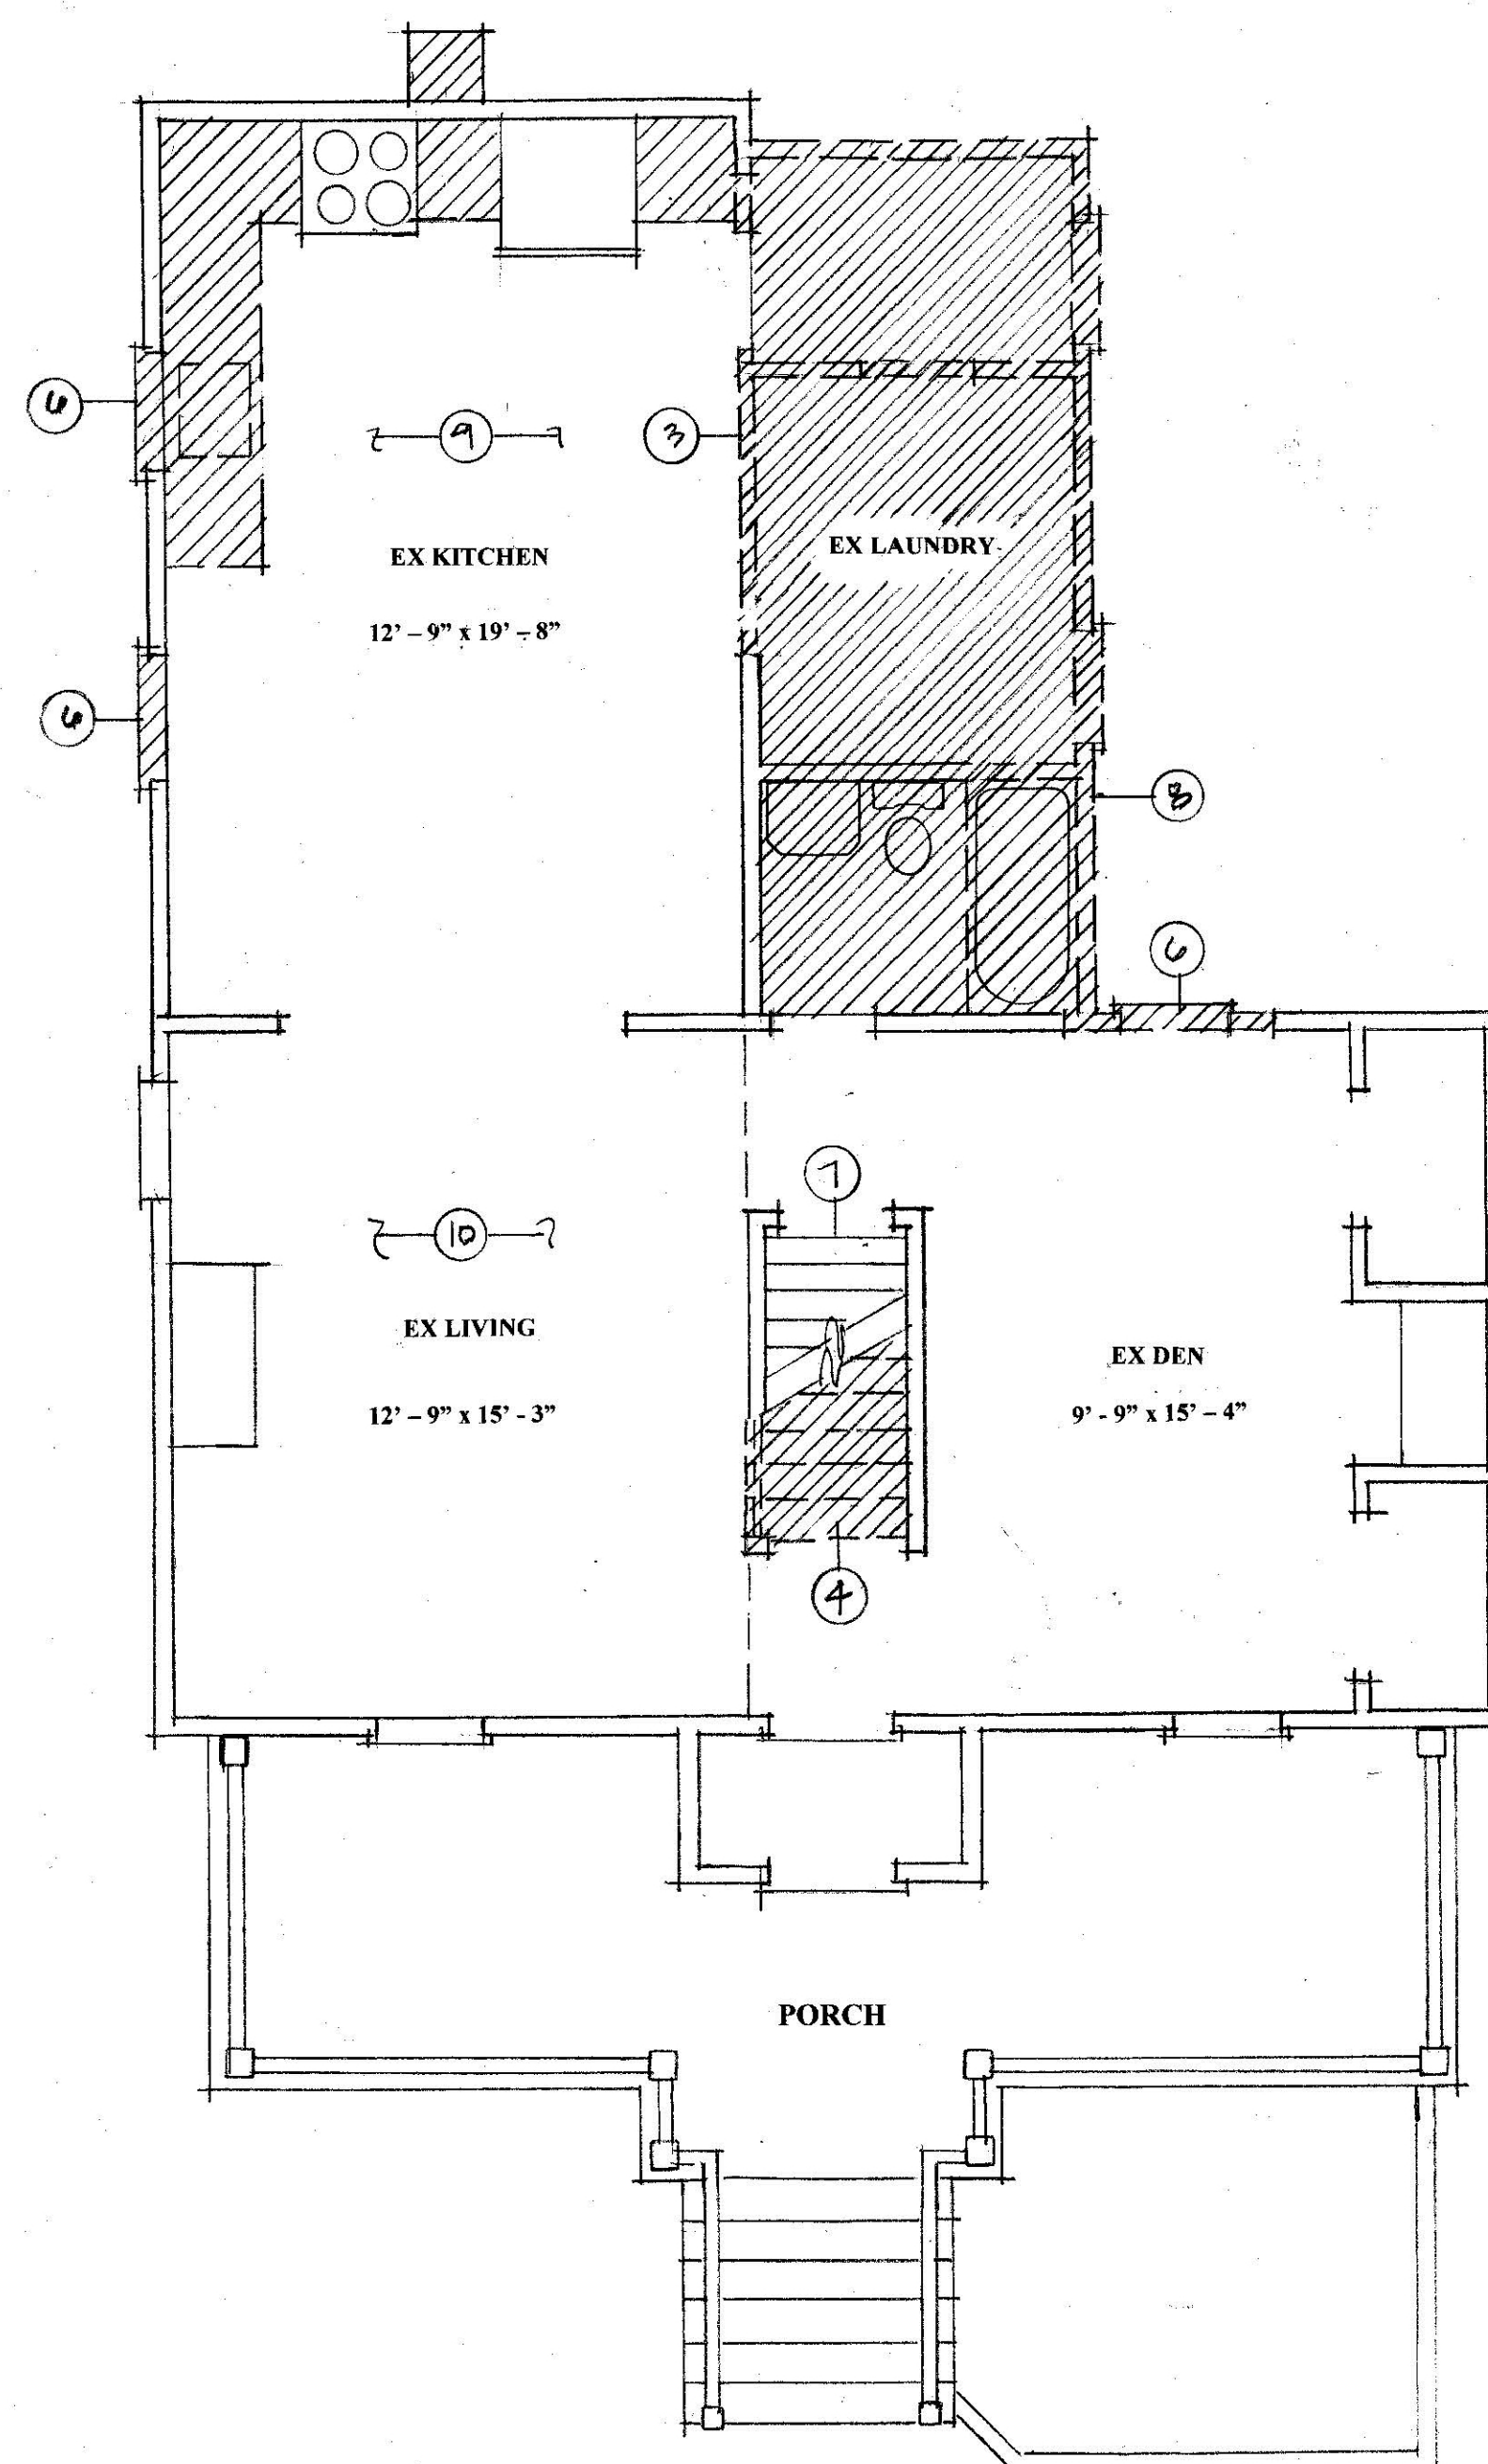 6
9
3
EX KITCHEN
12' – 9" x 19' – 8"
EX LAUNDRY
6
3
6
7
10
EX LIVING
12' – 9" x 15' - 3"
EX DEN
9' - 9" x 15' – 4"
4
PORCH